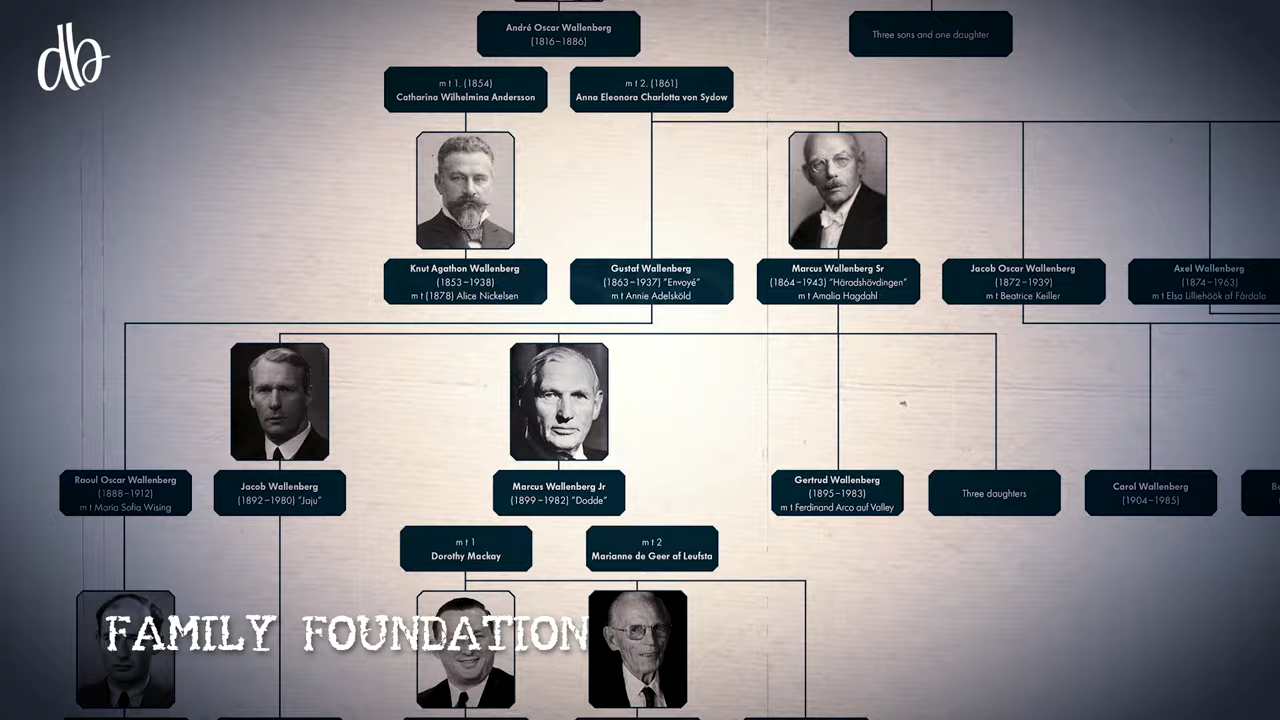 db
André Oscar Wallenberg
(1816–1886)
Three sons and one daughter
m t 1. (1854)
Catharina Wilhelmina Andersson
m t 2. (1861)
Anna Eleonora Charlotta von Sydow
Knut Agathon Wallenberg
(1853–1938)
m t (1878) Alice Nickelsen
Gustaf Wallenberg
(1863–1937) "Envoyé"
m t Annie Adelsköld
Marcus Wallenberg Sr
(1864–1943) "Häradshövdingen"
m t Amalia Hagdahl
Jacob Oscar Wallenberg
(1872–1939)
m t Beatrice Keiller
Axel Wallenberg
(1874–1963)
m t Elsa Lilliehöök af Fårdala
Raoul Oscar Wallenberg
(1888–1912)
m t Maria Sofia Wising
Jacob Wallenberg
(1892–1980) "Juju"
Marcus Wallenberg Jr
(1899–1982) "Dodde"
Gertrud Wallenberg
(1895–1983)
m t Ferdinand Arco auf Valley
Three daughters
Carol Wallenberg
(1904–1985)
m t 1
Dorothy Mackay
m t 2
Marianne de Geer af Leufsta
FAMILY FOUNDATION